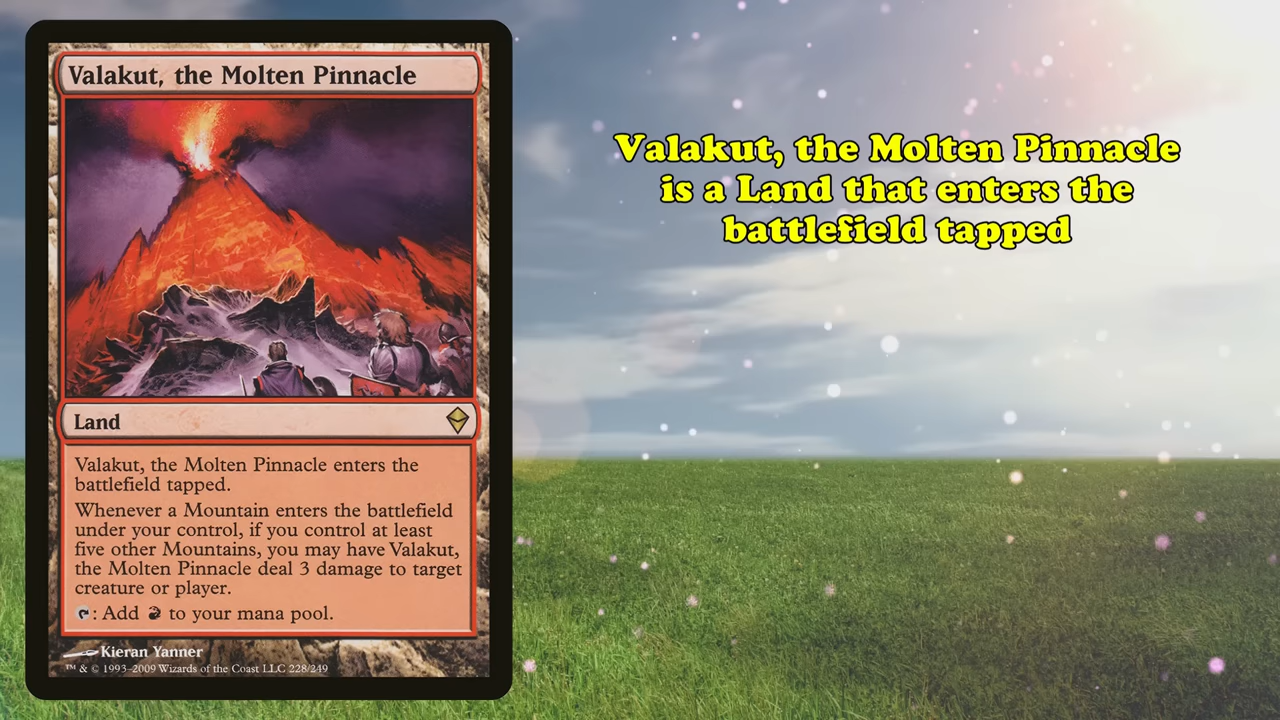 Valakut, the Molten Pinnacle
Land
Valakut, the Molten Pinnacle enters the
battlefield tapped.
Whenever a Mountain enters the battlefield
under your control, if you control at least
five other Mountains, you may have Valakut,
the Molten Pinnacle deal 3 damage to target
creature or player.
: Add to your mana pool.
Kieran Yanner
™ & © 1993–2009 Wizards of the Coast LLC 228/249
Valakut, the Molten Pinnacle
is a Land that enters the
battlefield tapped